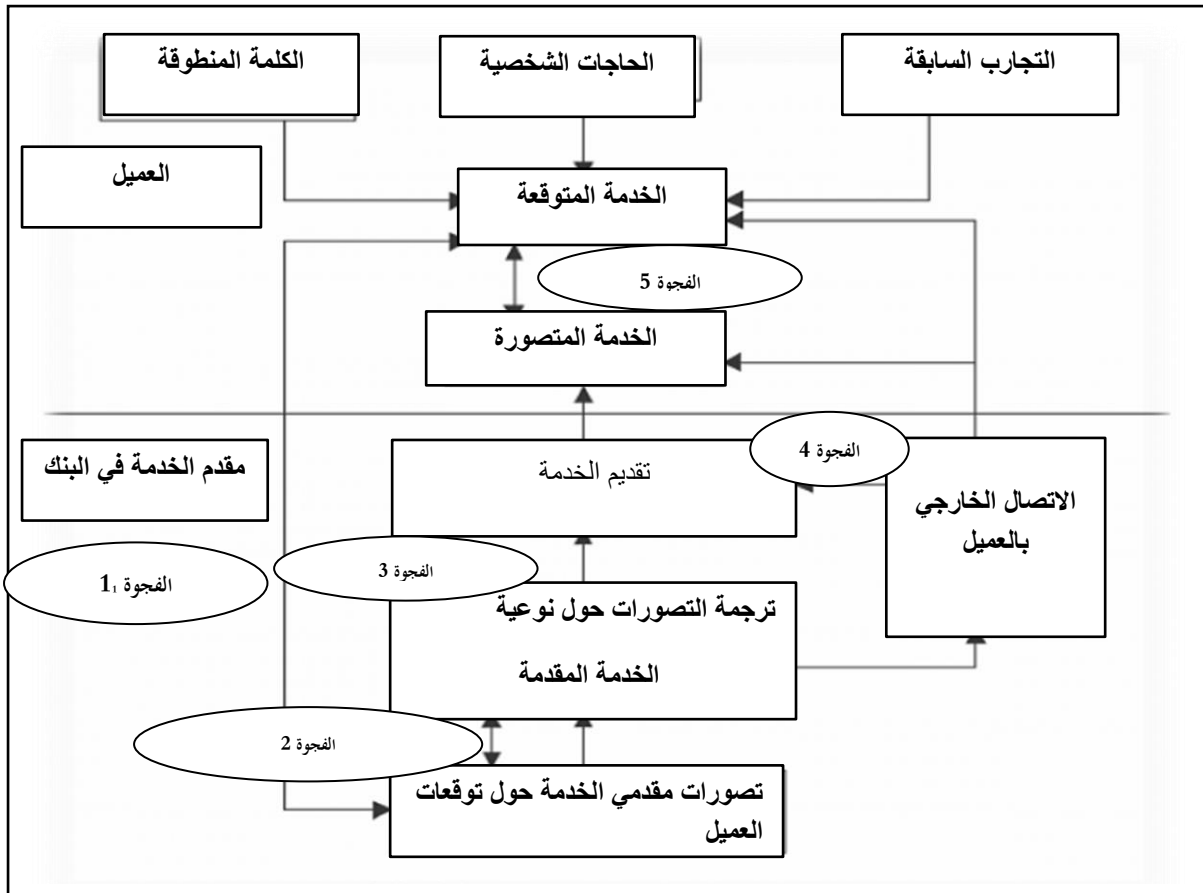 التجارب السابقة
الحاجات الشخصية
الكلمة المنطوقة
العميل
الخدمة المتوقعة
الفجوة 5
الخدمة المتصورة
الفجوة 4
مقدم الخدمة في البنك
تقديم الخدمة
الاتصال الخارجي
بالعميل
الفجوة 3
الفجوة 1₁
ترجمة التصورات حول نوعية
الخدمة المقدمة
الفجوة 2
تصورات مقدمي الخدمة حول توقعات
العميل